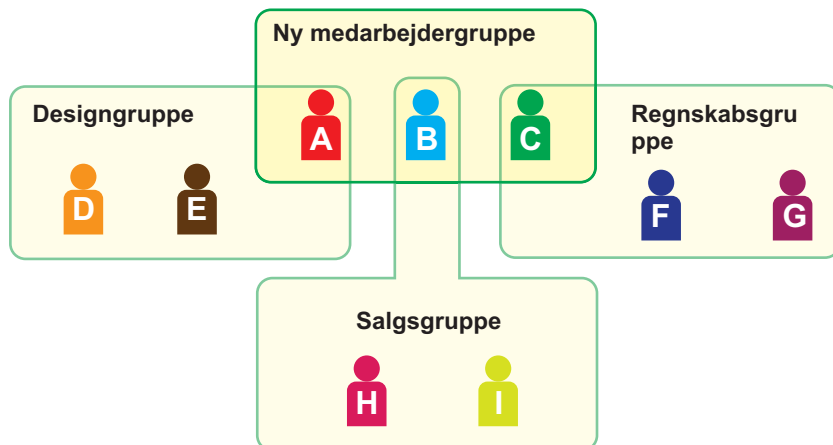 Ny medarbejdergruppe
Designgruppe
Regnskabsgru
ppe
A
B
C
D
E
F
G
Salgsgruppe
H
I